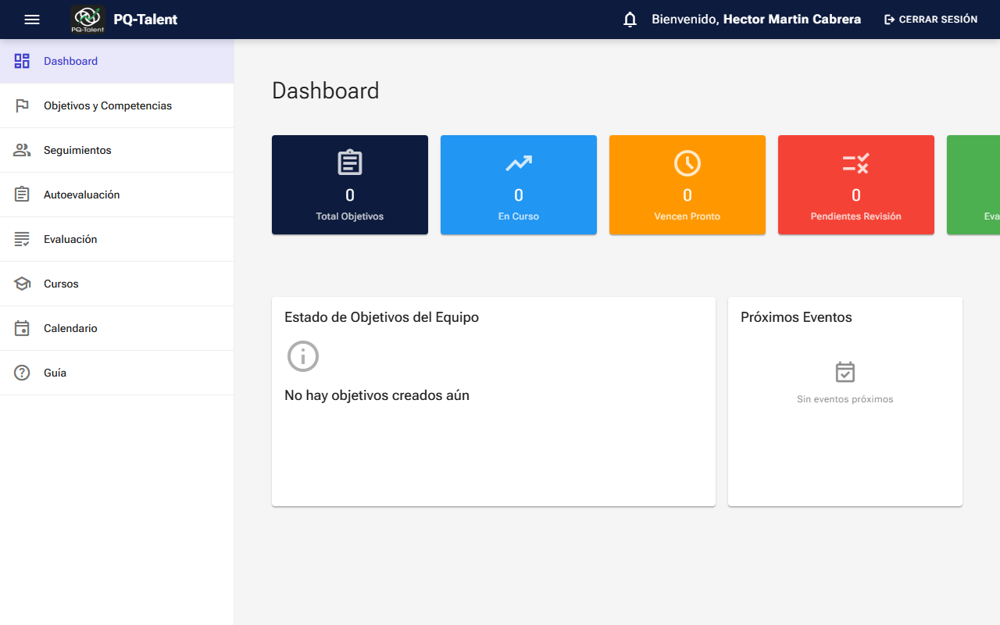 PQ-Talent
PQ-Talent
Bienvenido, Hector Martin Cabrera
CERRAR SESIÓN
Dashboard
Objetivos y Competencias
Seguimientos
Autoevaluación
Evaluación
Cursos
Calendario
Guía
Dashboard
0
Total Objetivos
0
En Curso
0
Vencen Pronto
0
Pendientes Revisión
Eva
Estado de Objetivos del Equipo
No hay objetivos creados aún
Próximos Eventos
Sin eventos próximos